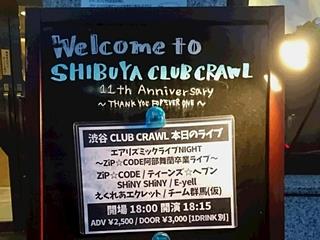 Welcome to
SHIBUYA CLUB CRAWL
11th Anniversary
～THANK YOU FOREVER ONE～
渋谷 CLUB CRAWL 本日のライブ
エアリズミックライブNIGHT
～ZiP☆CODE阿部舞蘭卒業ライブ～
ZiP☆CODE / ティーンズ☆ヘブン
SHiNY SHiNY / E-yell
えくれあエクレット / チーム群馬(仮)
開場 18:00 開演 18:15
ADV ¥2,500 / DOOR ¥3,000 [1DRINK別]